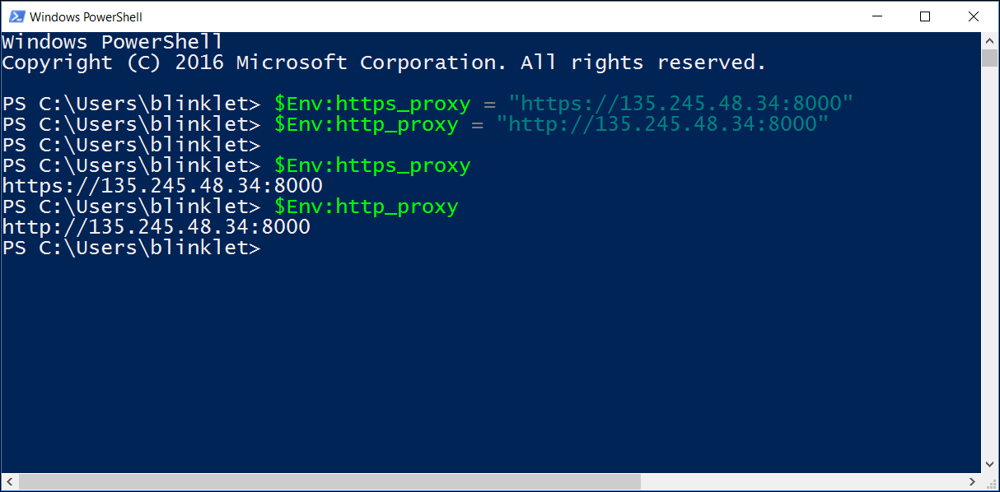 Windows PowerShell
Windows PowerShell
Copyright (C) 2016 Microsoft Corporation. All rights reserved.
PS C:\Users\blinklet> $Env:https_proxy = "https://135.245.48.34:8000"
PS C:\Users\blinklet> $Env:http_proxy = "http://135.245.48.34:8000"
PS C:\Users\blinklet>
PS C:\Users\blinklet> $Env:https_proxy
https://135.245.48.34:8000
PS C:\Users\blinklet> $Env:http_proxy
http://135.245.48.34:8000
PS C:\Users\blinklet>